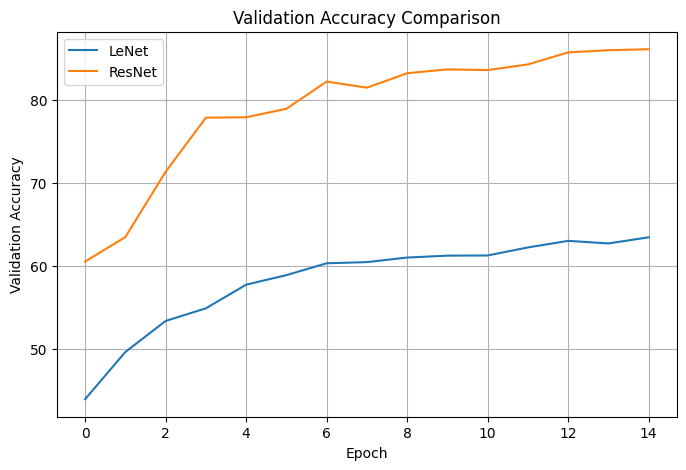 Validation Accuracy Comparison
LeNet
ResNet
Validation Accuracy
80
70
60
50
0 2 4 6 8 10 12 14
Epoch